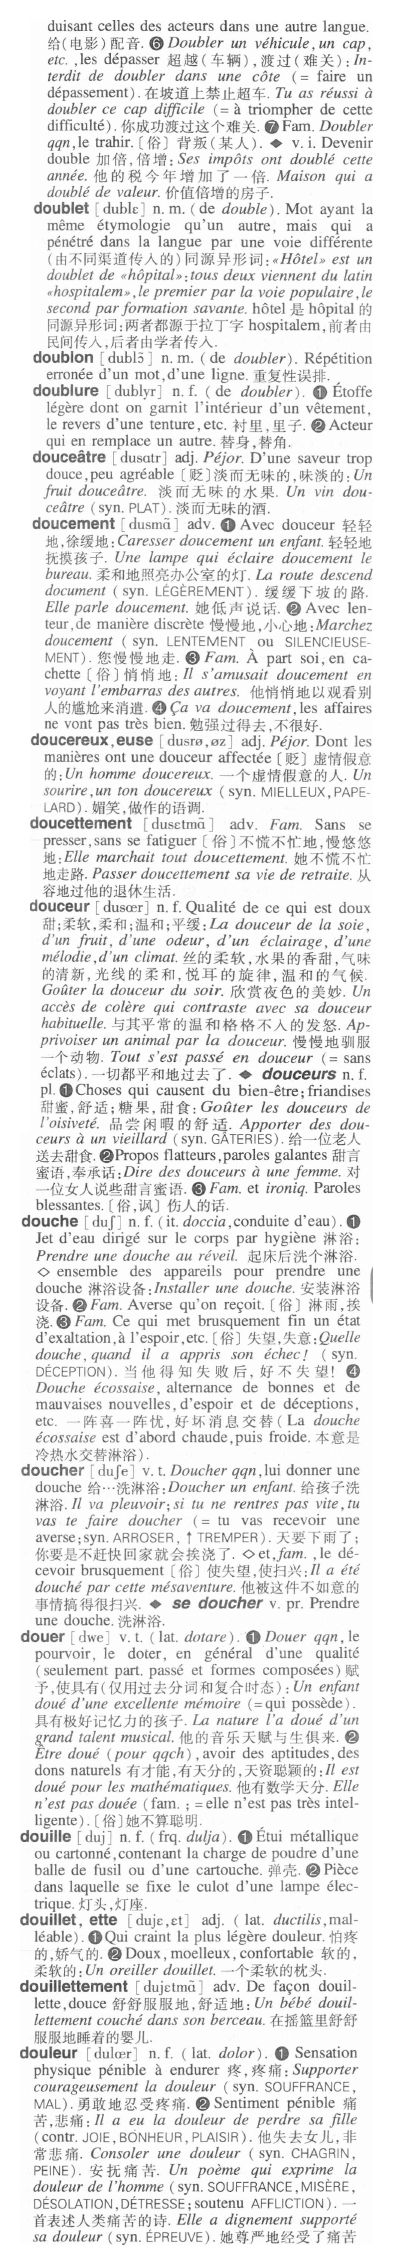 duisant celles des acteurs dans une autre langue.
给(电影)配音. ❻ Doubler un véhicule, un cap,
etc. ,les dépasser 超越(车辆),渡过(难关):In-
terdit de doubler dans une côte (= faire un
dépassement). 在坡道上禁止超车. Tu as réussi à
doubler ce cap difficile (= à triompher de cette
difficulté). 你成功渡过这个难关. ❼ Fam. Doubler
qqn,le trahir. [俗] 背叛(某人). ◆ v. i. Devenir
double 加倍,倍增: Ses impôts ont doublé cette
année. 他的税今年增加了一倍. Maison qui a
doublé de valeur. 价值倍增的房子.
doublet [dublɛ] n. m. (de double). Mot ayant la
même étymologie qu'un autre, mais qui a
pénétré dans la langue par une voie différente
(由不同渠道传入的)同源异形词:«Hôtel» est un
doublet de «hôpital»:tous deux viennent du latin
«hospitalem»,le premier par la voie populaire,le
second par formation savante. hôtel 是 hôpital 的
同源异形词:两者都源于拉丁字 hospitalem,前者由
民间传入,后者由学者传入.
doublon [dublɔ̃] n. m. (de doubler). Répétition
erronée d'un mot,d'une ligne. 重复性误排.
doublure [dublyr] n. f. (de doubler). ❶ Étoffe
légère dont on garnit l'intérieur d'un vêtement,
le revers d'une tenture, etc. 衬里,里子. ❷ Acteur
qui en remplace un autre. 替身,替角.
douceâtre [dusɑtr] adj. Péjor. D'une saveur trop
douce,peu agréable [贬]淡而无味的,味淡的:Un
fruit douceâtre. 淡而无味的水果. Un vin dou-
ceâtre (syn. PLAT). 淡而无味的酒.
doucement [dusmɑ̃] adv. ❶ Avec douceur 轻轻
地,徐缓地:Caresser doucement un enfant. 轻轻地
抚摸孩子. Une lampe qui éclaire doucement le
bureau. 柔和地照亮办公室的灯. La route descend
document (syn. LÉGÈREMENT). 缓缓下坡的路.
Elle parle doucement. 她低声说话. ❷ Avec len-
teur,de manière discrète 慢慢地,小心地:Marchez
doucement (syn. LENTEMENT ou SILENCIEUSE-
MENT). 您慢慢地走. ❸ Fam. À part soi, en ca-
chette [俗]悄悄地: Il s'amusait doucement en
voyant l'embarras des autres. 他悄悄地以观看别
人的尴尬来消遣. ❹ Ça va doucement, les affaires
ne vont pas très bien. 勉强过得去,不很好.
doucereux,euse [dusrø,øz] adj. Péjor. Dont les
manières ont une douceur affectée [贬] 虚情假意
的:Un homme doucereux. 一个虚情假意的人. Un
sourire,un ton doucereux (syn. MIELLEUX, PAPE-
LARD). 媚笑,做作的语调.
doucettement [dusɛtmɑ̃] adv. Fam. Sans se
presser,sans se fatiguer [俗]不慌不忙地,慢悠悠
地:Elle marchait tout doucettement. 她不慌不忙
地走路. Passer doucettement sa vie de retraite. 从
容地过他的退休生活.
douceur [dusœr] n. f. Qualité de ce qui est doux
甜;柔软,柔和;温和;平缓:La douceur de la soie,
d'un fruit, d'une odeur, d'un éclairage, d'une
mélodie,d'un climat. 丝的柔软,水果的香甜,气味
的清新,光线的柔和,悦耳的旋律,温和的气候.
Goûter la douceur du soir. 欣赏夜色的美妙. Un
accès de colère qui contraste avec sa douceur
habituelle. 与其平常的温和格格不入的发怒. Ap-
privoiser un animal par la douceur. 慢慢地驯服
一个动物. Tout s'est passé en douceur (= sans
éclats). 一切都平和地过去了. ◆ douceurs n. f.
pl. ❶Choses qui causent du bien-être;friandises
甜蜜,舒适;糖果,甜食: Goûter les douceurs de
l'oisiveté. 品尝闲暇的舒适. Apporter des dou-
ceurs à un vieillard (syn. GÂTERIES). 给一位老人
送去甜食. ❷Propos flatteurs,paroles galantes 甜言
蜜语,奉承话:Dire des douceurs à une femme. 对
一位女人说些甜言蜜语. ❸ Fam. et ironiq. Paroles
blessantes. [俗,讽] 伤人的话.
douche [duʃ] n. f. (it. doccia,conduite d'eau). ❶
Jet d'eau dirigé sur le corps par hygiène 淋浴:
Prendre une douche au réveil. 起床后洗个淋浴.
◇ ensemble des appareils pour prendre une
douche 淋浴设备:Installer une douche. 安装淋浴
设备. ❷ Fam. Averse qu'on reçoit. [俗] 淋雨,挨
浇. ❸ Fam. Ce qui met brusquement fin un état
d'exaltation,à l'espoir,etc. [俗] 失望,失意:Quelle
douche,quand il a appris son échec! (syn.
DÉCEPTION). 当他得知失败后,好不失望! ❹
Douche écossaise, alternance de bonnes et de
mauvaises nouvelles,d'espoir et de déceptions,
etc. 一阵喜一阵忧,好坏消息交替(La douche
écossaise est d'abord chaude,puis froide. 本意是
冷热水交替淋浴).
doucher [duʃe] v. t. Doucher qqn,lui donner une
douche 给…洗淋浴:Doucher un enfant. 给孩子洗
淋浴. Il va pleuvoir;si tu ne rentres pas vite,tu
vas te faire doucher (= tu vas recevoir une
averse;syn. ARROSER, ↑ TREMPER). 天要下雨了;
你要是不赶快回家就会挨浇了. ◇et,fam. ,le dé-
cevoir brusquement [俗] 使失望,使扫兴:Il a été
douché par cette mésaventure. 他被这件不如意的
事情搞得很扫兴. ◆ se doucher v. pr. Prendre
une douche. 洗淋浴.
douer [dwe] v. t. (lat. dotare). ❶ Douer qqn,le
pourvoir, le doter, en général d'une qualité
(seulement part. passé et formes composées) 赋
予,使具有(仅用过去分词和复合时态): Un enfant
doué d'une excellente mémoire (=qui possède).
具有极好记忆力的孩子. La nature l'a doué d'un
grand talent musical. 他的音乐天赋与生俱来. ❷
Être doué (pour qqch),avoir des aptitudes,des
dons naturels 有才能,有天分的,天资聪颖的:Il est
doué pour les mathématiques. 他有数学天分. Elle
n'est pas douée (fam. ; =elle n'est pas très intel-
ligente). [俗]她不算聪明.
douille [duj] n. f. (frq. dulja). ❶ Étui métallique
ou cartonné,contenant la charge de poudre d'une
balle de fusil ou d'une cartouche. 弹壳. ❷ Pièce
dans laquelle se fixe le culot d'une lampe élec-
trique. 灯头,灯座.
douillet, ette [dujɛ,ɛt] adj. (lat. ductilis,mal-
léable). ❶Qui craint la plus légère douleur. 怕疼
的,娇气的. ❷ Doux, moelleux, confortable 软的,
柔软的:Un oreiller douillet. 一个柔软的枕头.
douillettement [dujɛtmɑ̃] adv. De façon douil-
lette,douce 舒舒服服地,舒适地: Un bébé douil-
lettement couché dans son berceau. 在摇篮里舒舒
服服地睡着的婴儿.
douleur [dulœr] n. f. (lat. dolor). ❶ Sensation
physique pénible à endurer 疼,疼痛: Supporter
courageusement la douleur (syn. SOUFFRANCE,
MAL). 勇敢地忍受疼痛. ❷ Sentiment pénible 痛
苦,悲痛: Il a eu la douleur de perdre sa fille
(contr. JOIE, BONHEUR, PLAISIR). 他失去女儿,非
常悲痛. Consoler une douleur (syn. CHAGRIN,
PEINE). 安抚痛苦. Un poème qui exprime la
douleur de l'homme (syn. SOUFFRANCE, MISÈRE,
DÉSOLATION, DÉTRESSE; soutenu AFFLICTION). 一
首表述人类痛苦的诗. Elle a dignement supporté
sa douleur (syn. ÉPREUVE). 她尊严地经受了痛苦